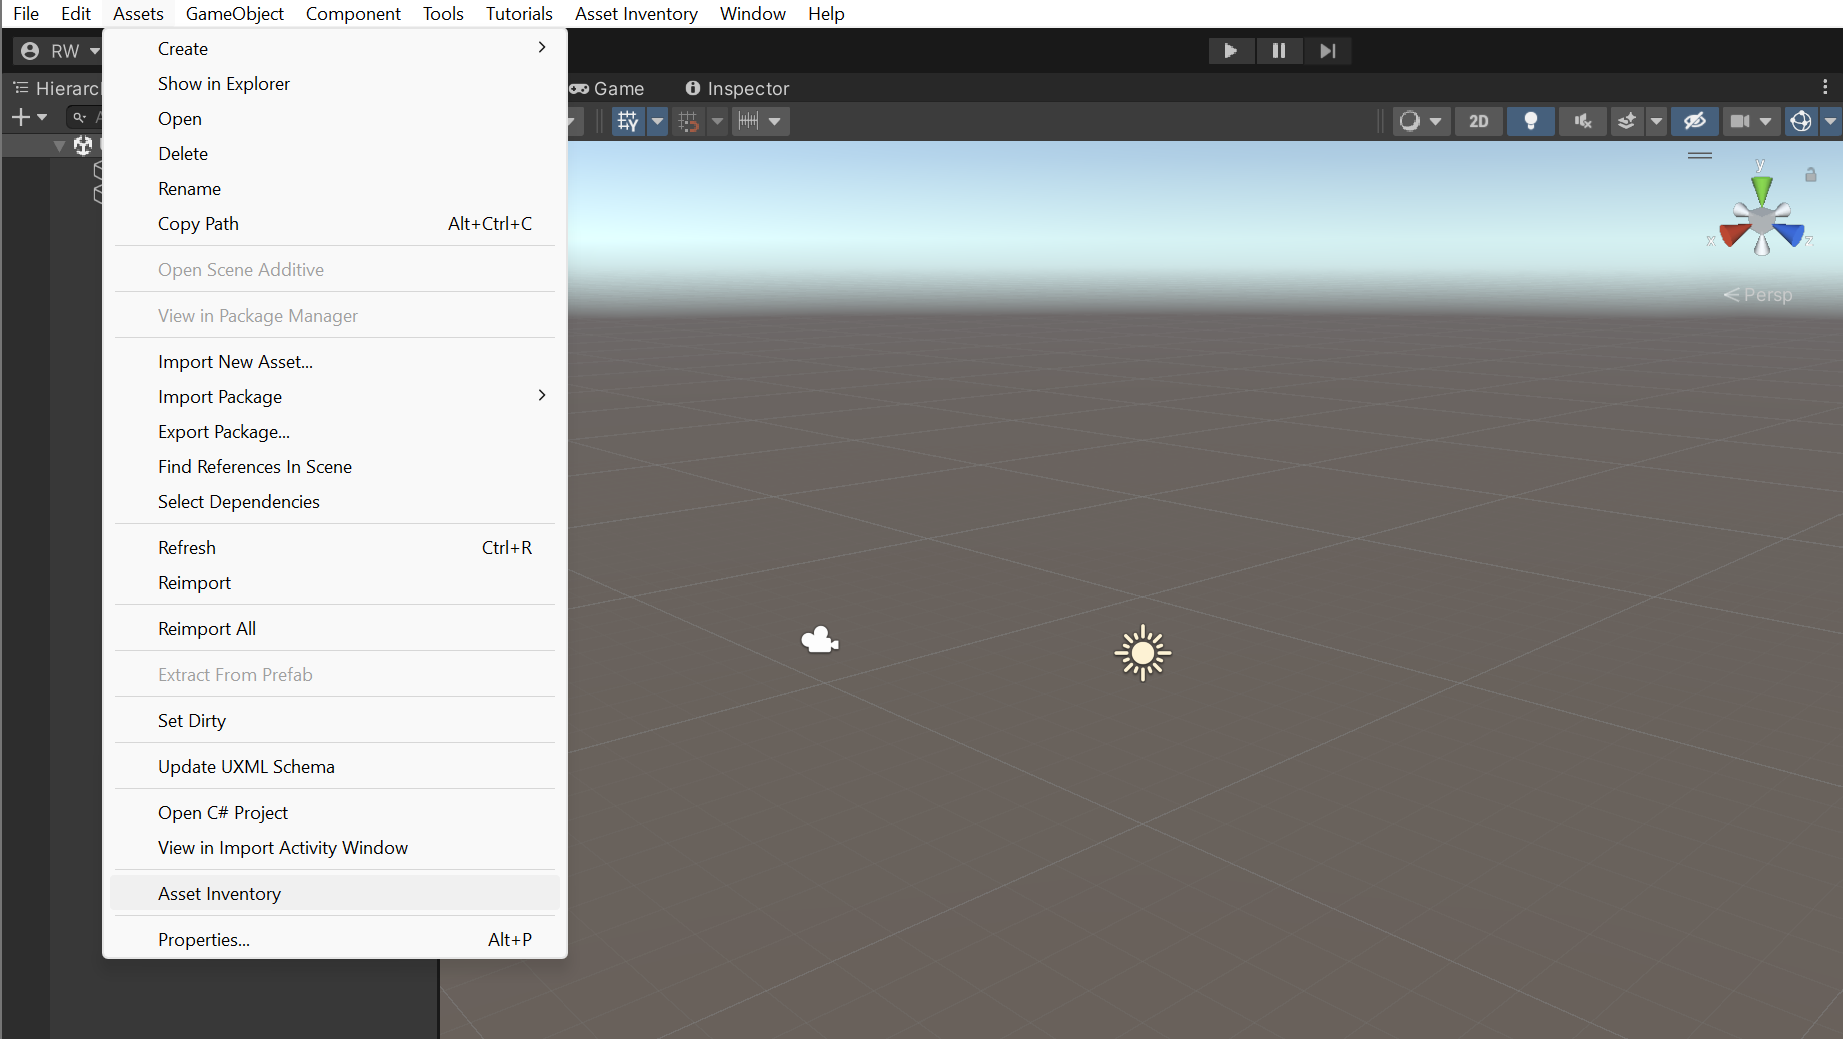 File Edit Assets GameObject Component Tools Tutorials Asset Inventory Window Help
RW
Create
Show in Explorer
Open
Delete
Rename
Copy Path Alt+Ctrl+C
Open Scene Additive
View in Package Manager
Import New Asset...
Import Package
Export Package...
Find References In Scene
Select Dependencies
Refresh Ctrl+R
Reimport
Reimport All
Extract From Prefab
Set Dirty
Update UXML Schema
Open C# Project
View in Import Activity Window
Asset Inventory
Properties... Alt+P
Game Inspector
2D
y
x z
Persp